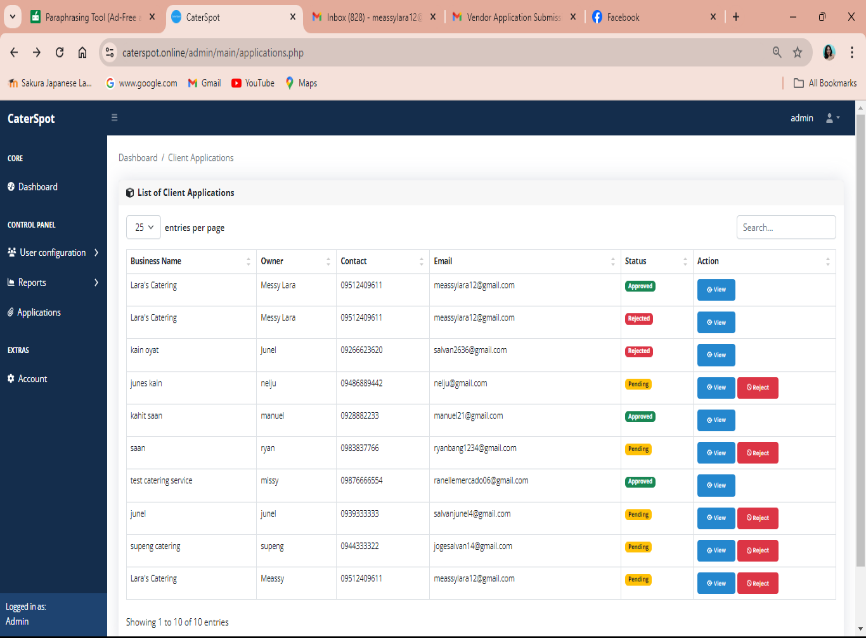 Paraphrasing Tool (Ad-Free
CaterSpot
Inbox (828) - meassylara12@
Vendor Application Submiss
Facebook
caterspot.online/admin/main/applications.php
Sakura Japanese La...
www.google.com
Gmail
YouTube
Maps
All Bookmarks
CaterSpot
admin
CORE
Dashboard
CONTROL PANEL
User configuration
Reports
Applications
EXTRAS
Account
Logged in as:
Admin
Dashboard / Client Applications
List of Client Applications
25 entries per page
Search...
Business Name Owner Contact Email Status Action
Lara's Catering Messy Lara 09512409611 meassylara12@gmail.com Approved View
Lara's Catering Messy Lara 09512409611 meassylara12@gmail.com Rejected View
kain oyat Junel 09266623620 salvan2636@gmail.com Rejected View
junes kain nelju 09486889442 nelju@gmail.com Pending View Reject
kahit saan manuel 0928882233 manuel21@gmail.com Approved View
saan ryan 0983837766 ryanbang1234@gmail.com Pending View Reject
test catering service missy 09876666554 ranellemercado06@gmail.com Approved View
junel junel 0939333333 salvanjunel4@gmail.com Pending View Reject
supeng catering supeng 0944333322 jogesalvan14@gmail.com Pending View Reject
Lara's Catering Meassy 09512409611 meassylara12@gmail.com Pending View Reject
Showing 1 to 10 of 10 entries